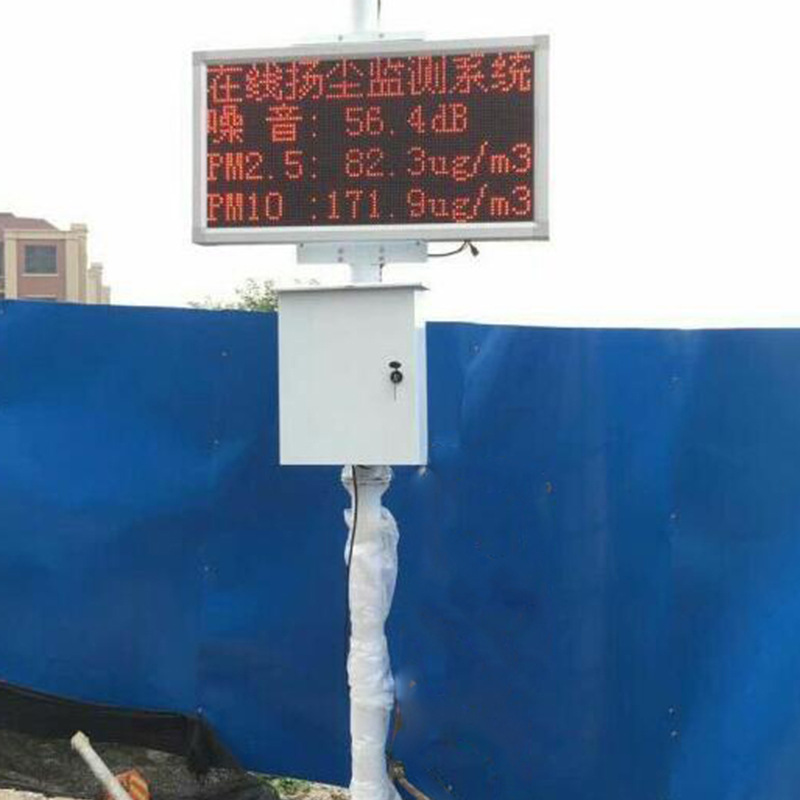 在线扬尘监测系统
噪 音: 56.4dB
PM2.5: 82.3ug/m3
PM10 :171.9ug/m3